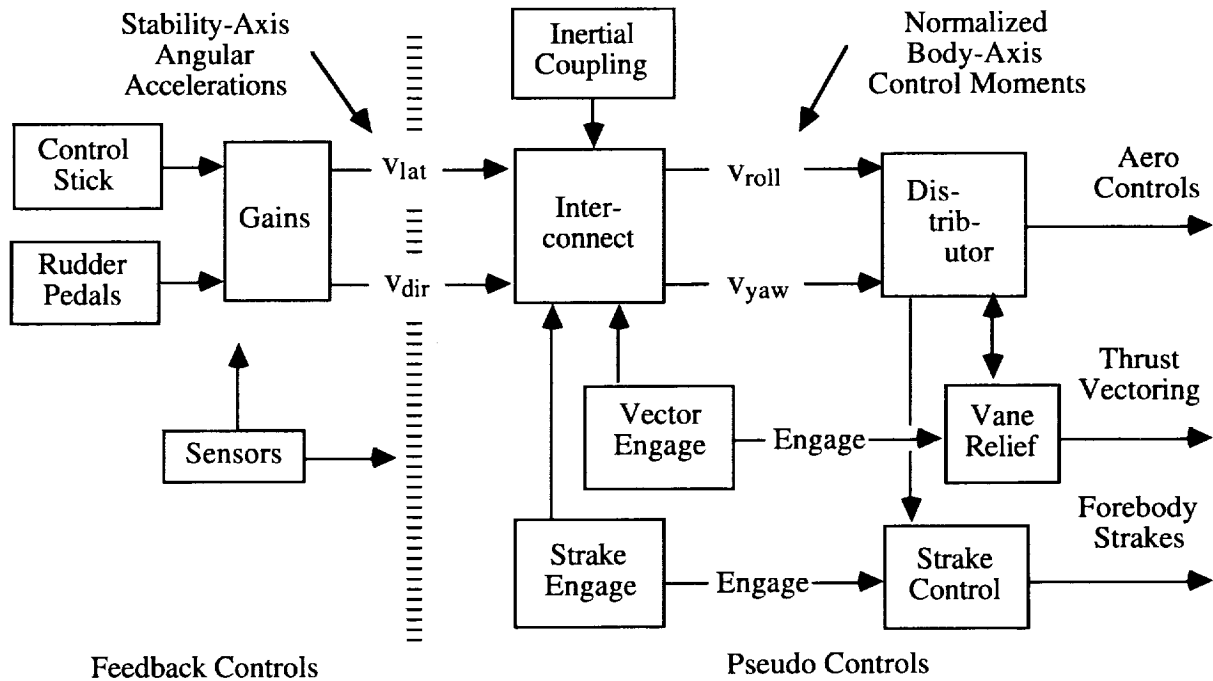 Stability-Axis
Angular
Accelerations
Inertial
Coupling
Normalized
Body-Axis
Control Moments
Control
Stick
Gains
v_lat
Inter-
connect
v_roll
Dis-
trib-
utor
Aero
Controls
Rudder
Pedals
v_dir
v_yaw
Sensors
Vector
Engage
Engage
Vane
Relief
Thrust
Vectoring
Strake
Engage
Engage
Strake
Control
Forebody
Strakes
Feedback Controls
Pseudo Controls